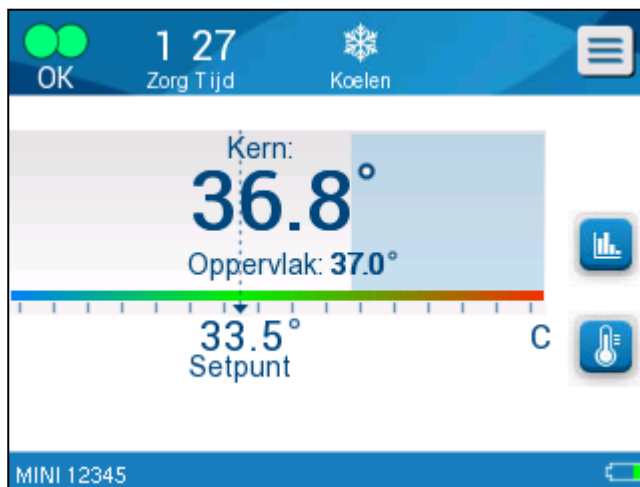 OK
1 27
Zorg Tijd
Koelen
Kern:
36.8°
Oppervlak: 37.0°
33.5°
C
Setpunt
MINI 12345